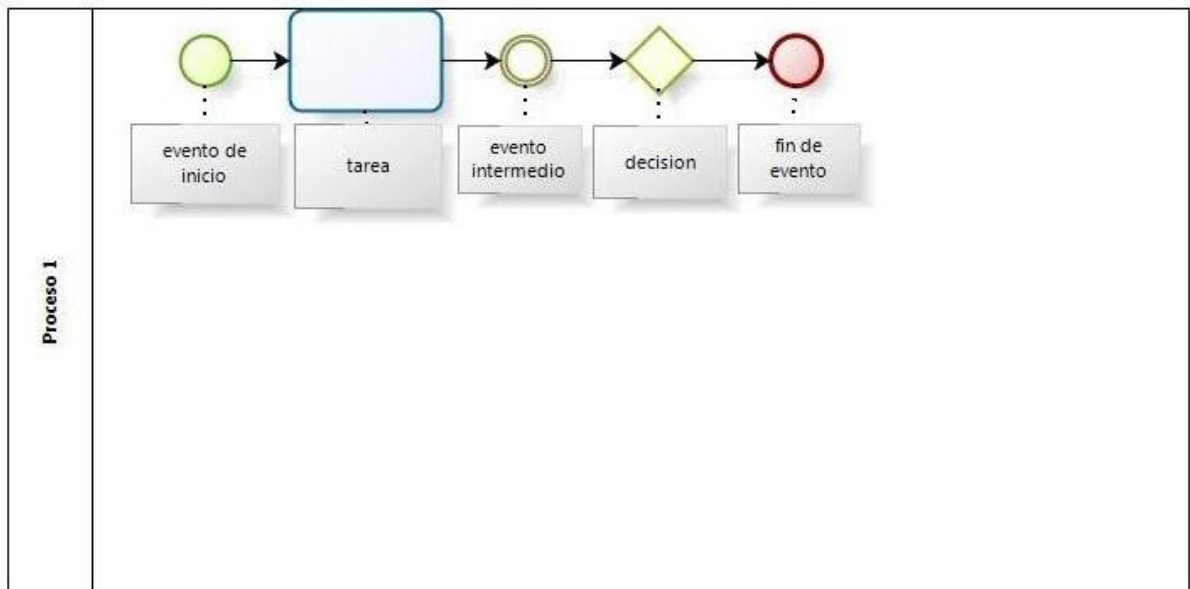 evento de
inicio
tarea
evento
intermedio
decision
fin de
evento
Proceso 1